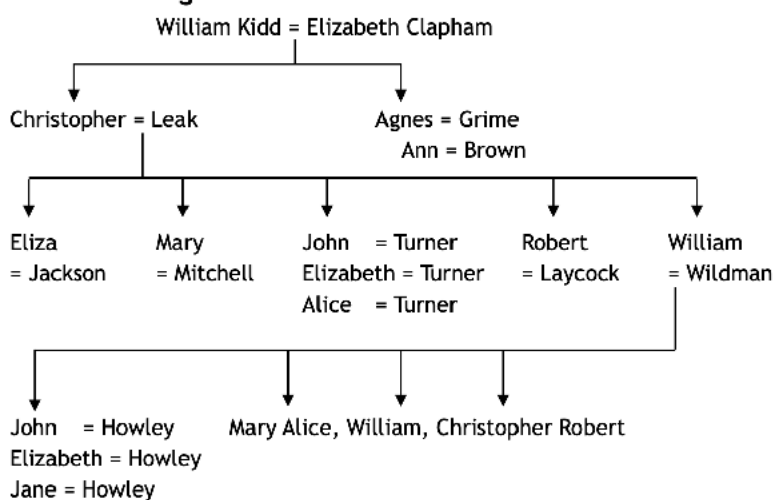 William Kidd = Elizabeth Clapham
Christopher = Leak
Agnes = Grime
Ann = Brown
Eliza
= Jackson
Mary
= Mitchell
John = Turner
Elizabeth = Turner
Alice = Turner
Robert
= Laycock
William
= Wildman
John = Howley
Elizabeth = Howley
Jane = Howley
Mary Alice, William, Christopher Robert